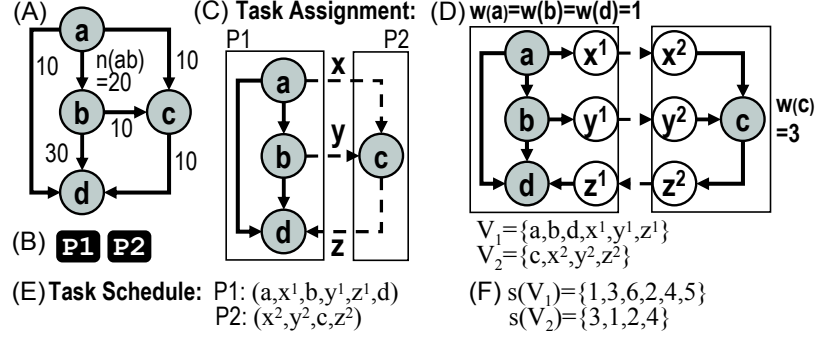 (A)
a
10
n(ab)
=20
10
b
c
10
30
10
d
(B) P1 P2
(C) Task Assignment:
P1
P2
a
x
b
y
c
d
z
(D) w(a)=w(b)=w(d)=1
a x¹ x²
b y¹ y² c
w(c)
=3
d z¹ z²
V₁={a,b,d,x¹,y¹,z¹}
V₂={c,x²,y²,z²}
(E) Task Schedule: P1: (a,x¹,b,y¹,z¹,d)
P2: (x²,y²,c,z²)
(F) s(V₁)={1,3,6,2,4,5}
s(V₂)={3,1,2,4}